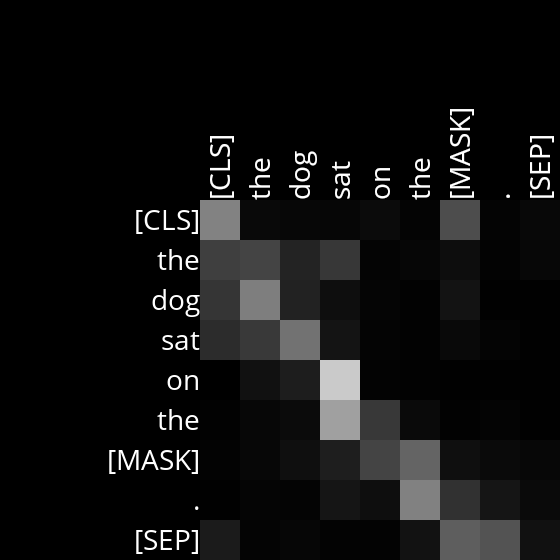 [CLS] the dog sat on the [MASK] . [SEP]
[CLS]
the
dog
sat
on
the
[MASK]
.
[SEP]